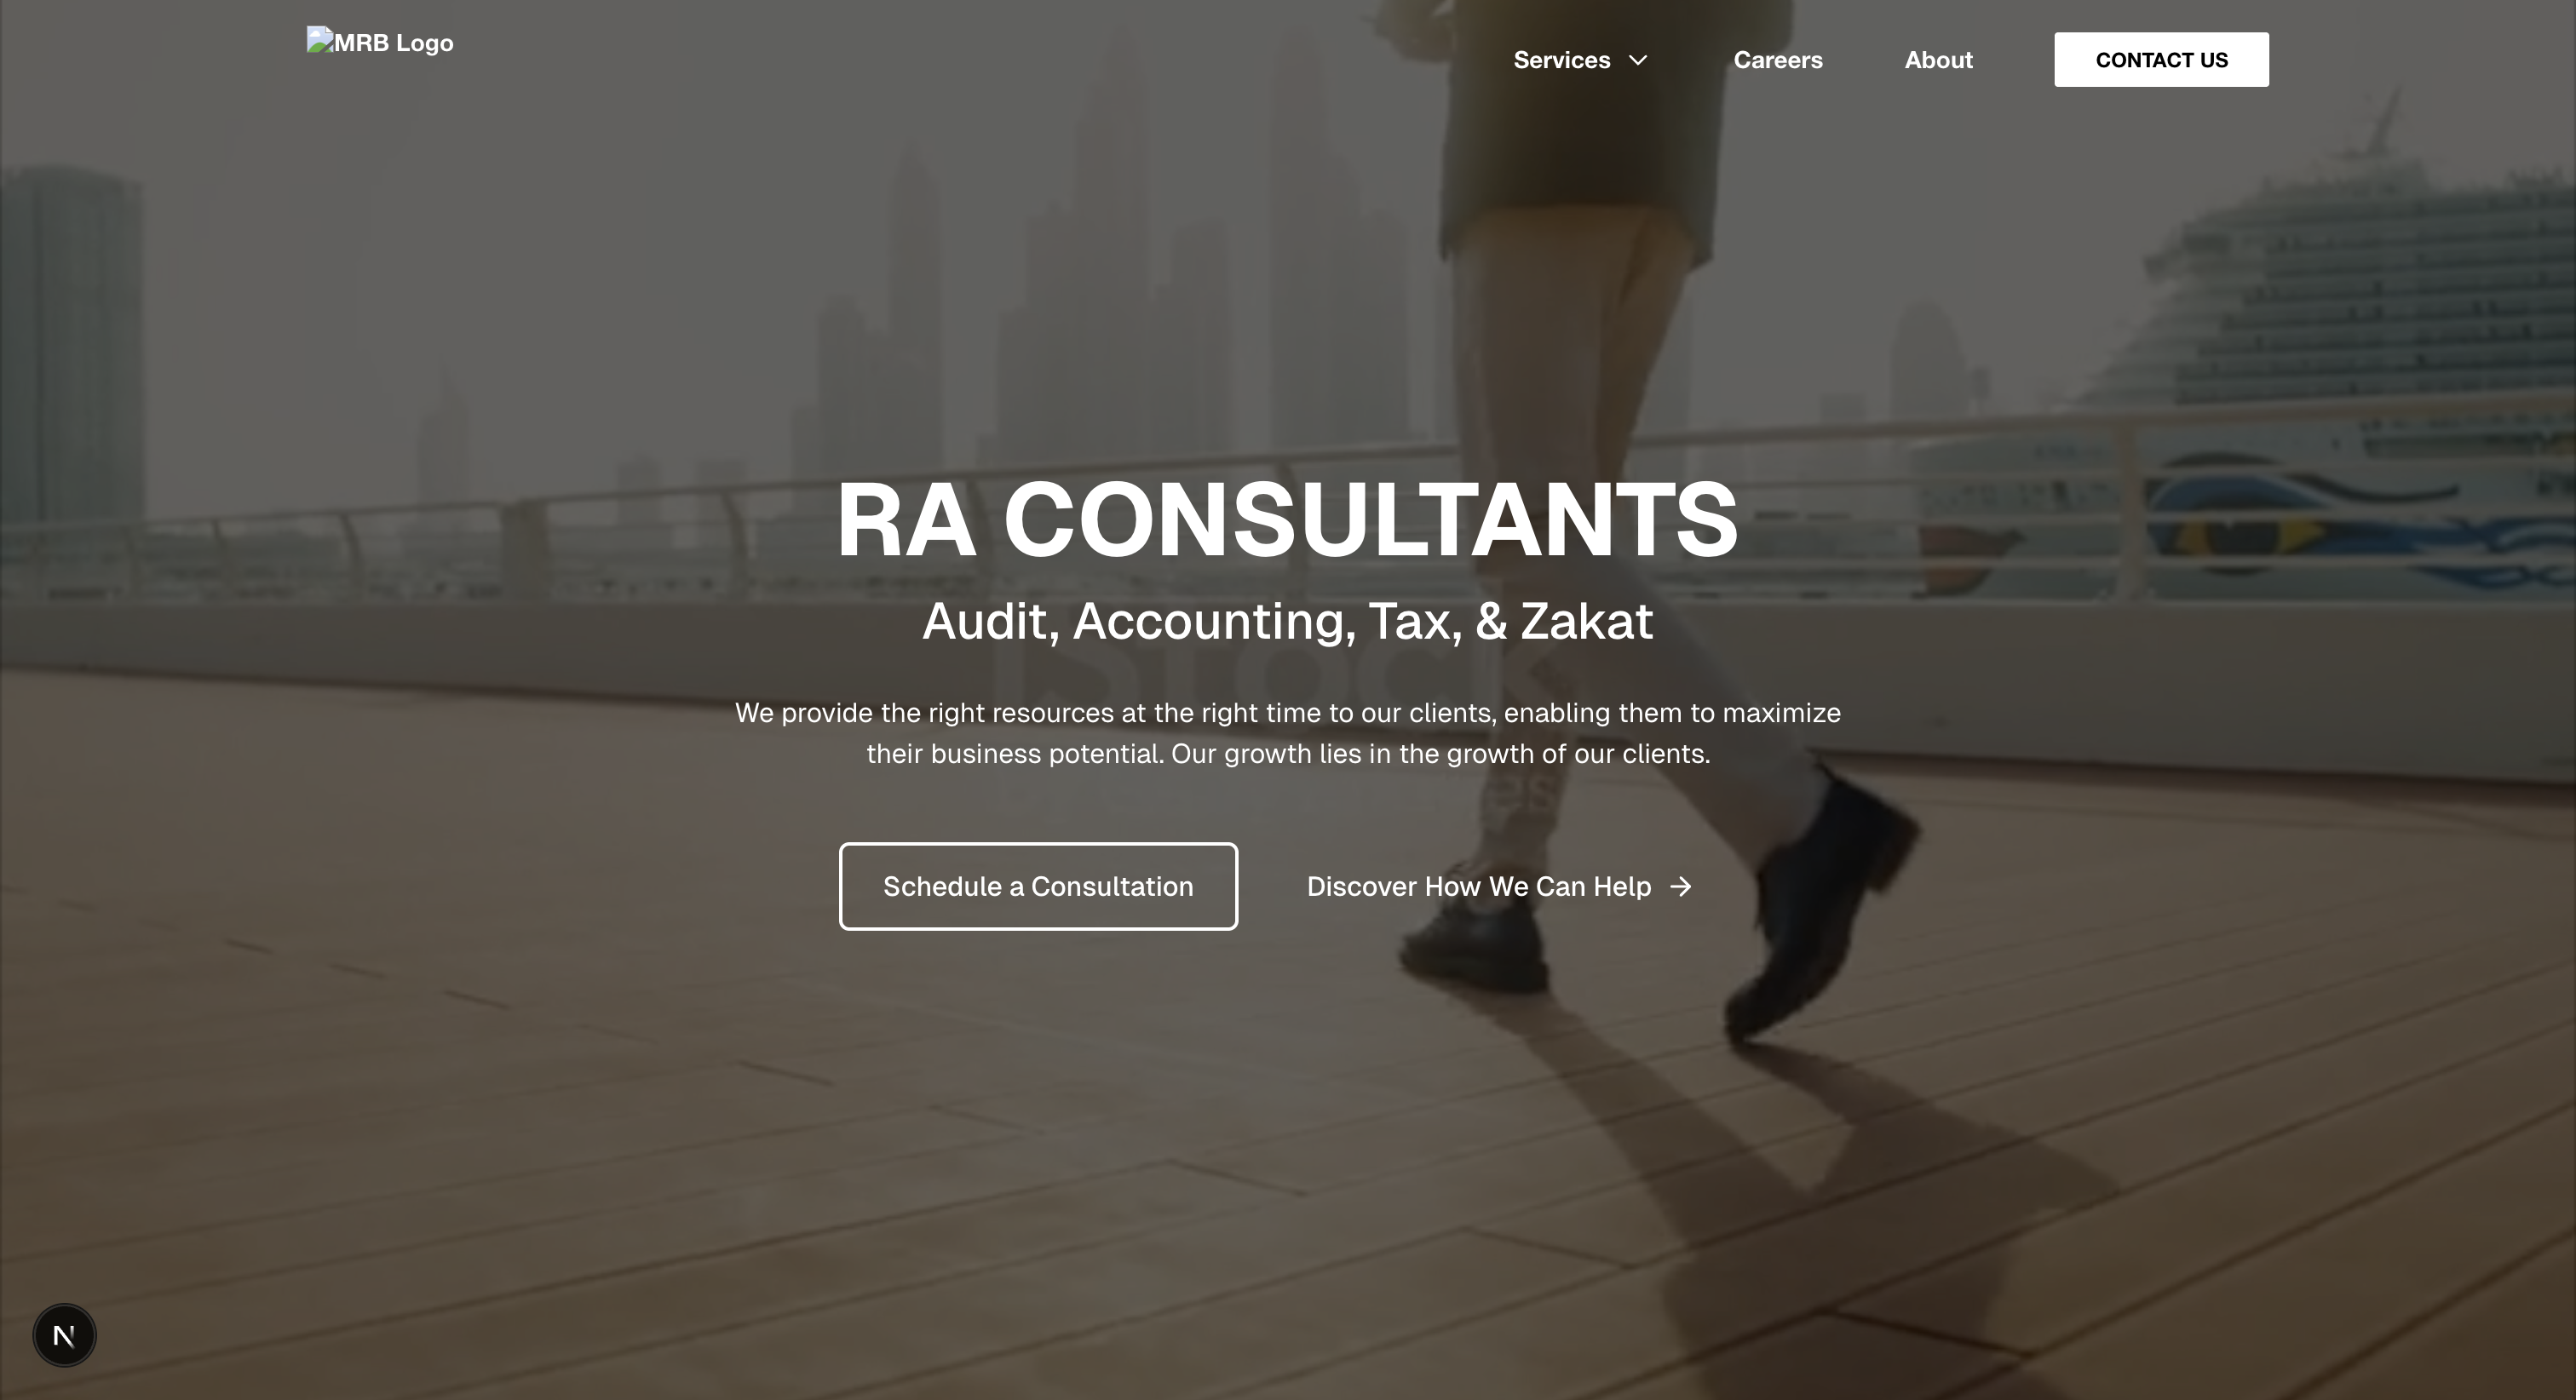 MRB Logo
Services
Careers
About
CONTACT US
RA CONSULTANTS
Audit, Accounting, Tax, & Zakat
iStock
We provide the right resources at the right time to our clients, enabling them to maximize
their business potential. Our growth lies in the growth of our clients.
Schedule a Consultation
Discover How We Can Help
N